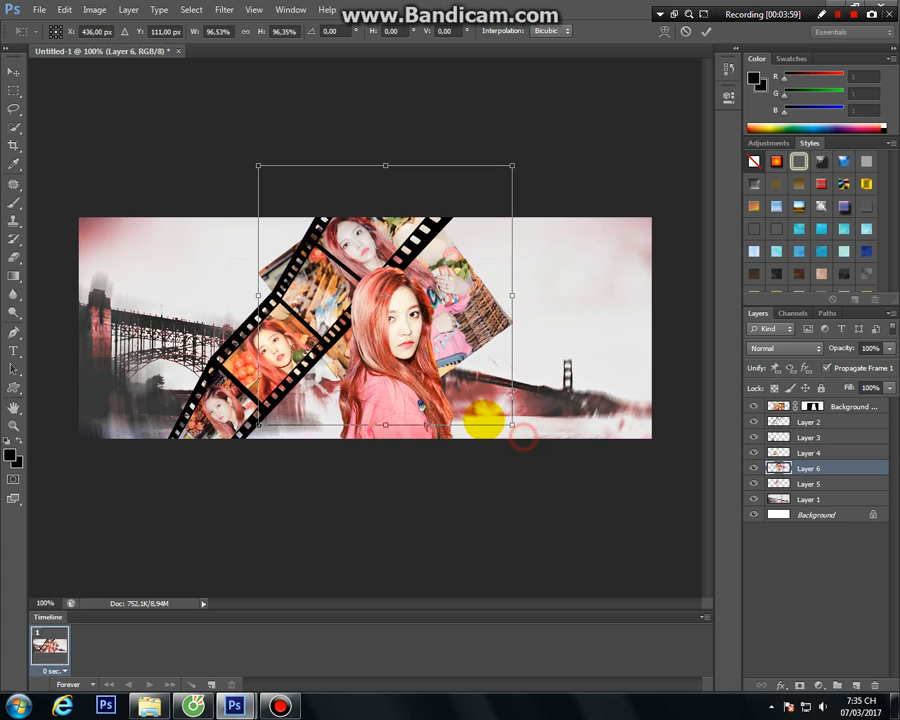 www.Bandicam.com
Ps File Edit Image Layer Type Select Filter View Window Help
Recording [00:03:59]
X: 436,00 px Y: 111,00 px W: 96.53% H: 96,35% 0,00 ° H: 0,00 ° V: 0,00 ° Interpolation: Bicubic
Essentials
Untitled-1 @ 100% (Layer 6, RGB/8) * ×
Color Swatches
R
G
B
Adjustments Styles
Layers Channels Paths
Kind
Normal Opacity: 100%
Unify: Propagate Frame 1
Lock: Fill: 100%
Background ...
Layer 2
Layer 3
Layer 4
Layer 6
Layer 5
Layer 1
Background
100% Doc: 752,1K/8,94M
Timeline
1
0 sec.
Forever
fx
Ps Ps
7:35 CH
07/03/2017